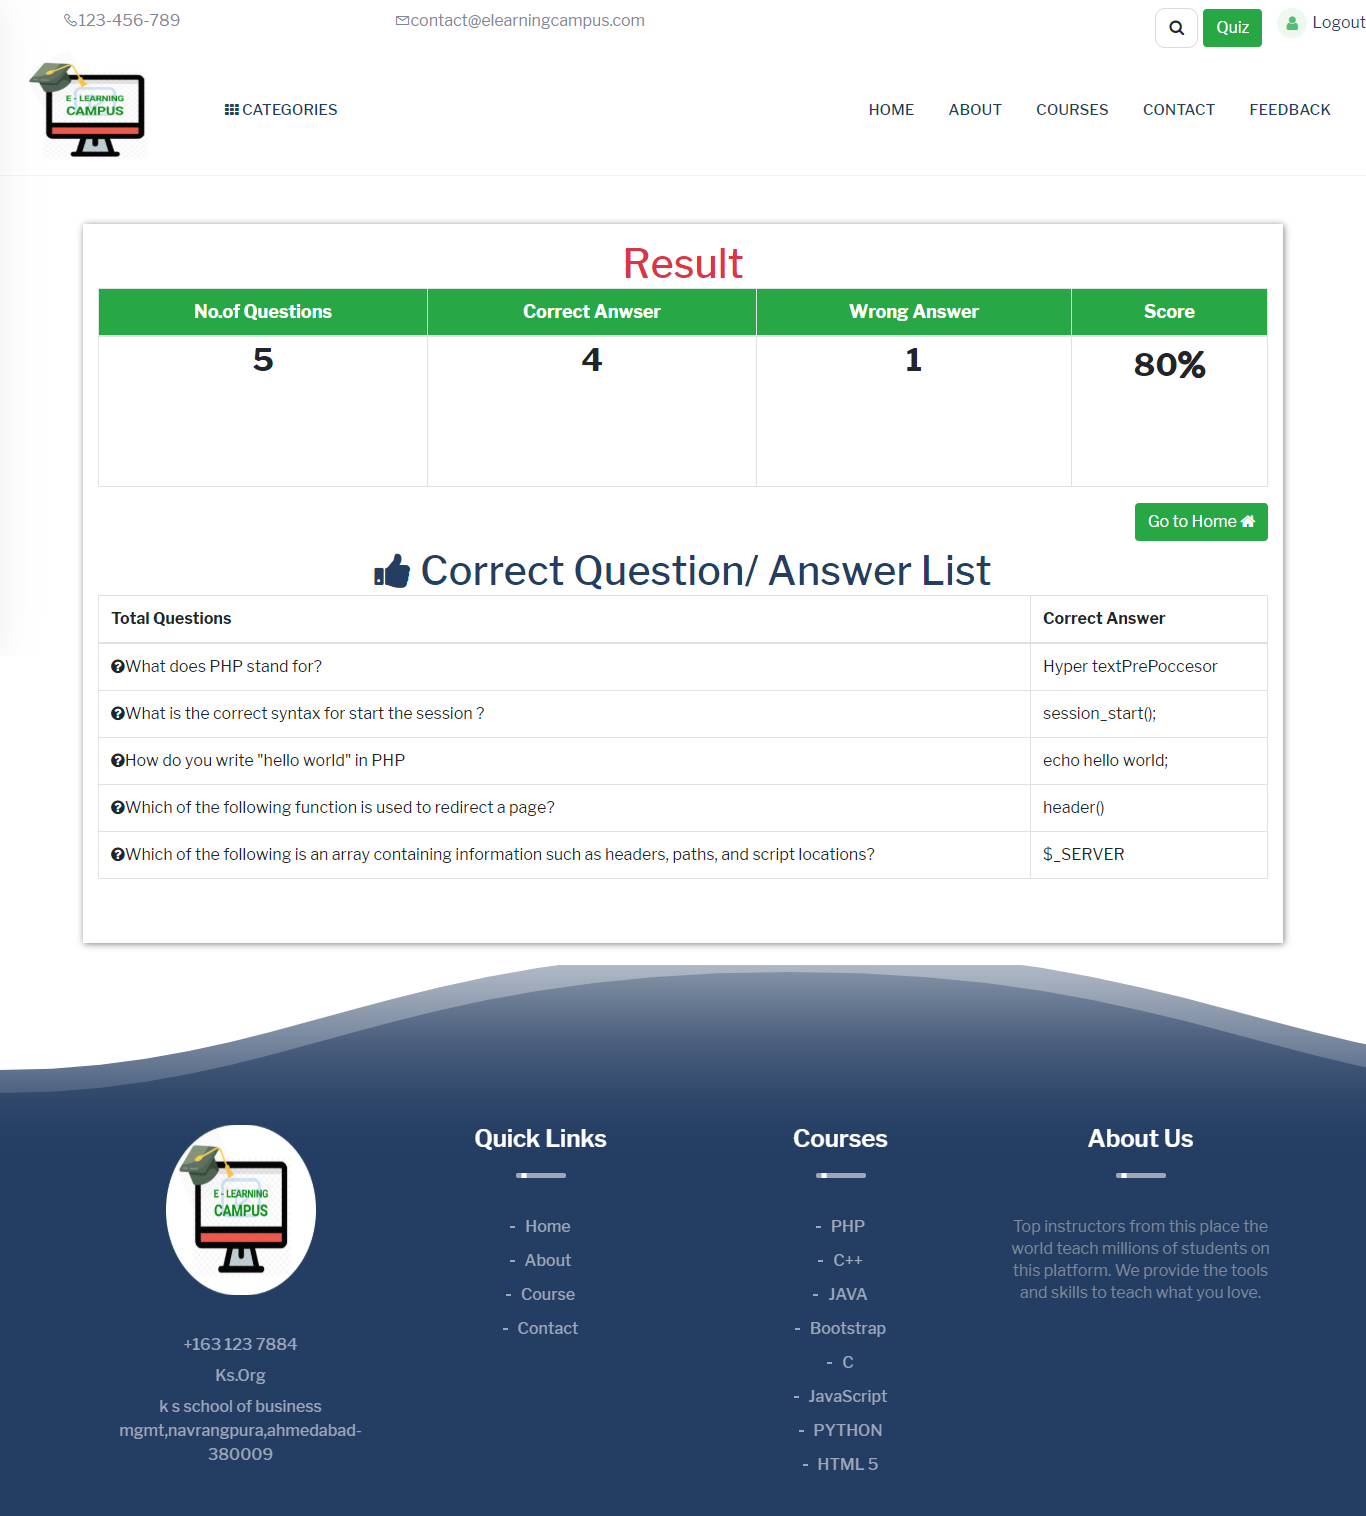 123-456-789
contact@elearningcampus.com
Quiz
Logout
E - LEARNING
CAMPUS
CATEGORIES
HOME
ABOUT
COURSES
CONTACT
FEEDBACK
Result
No.of Questions
Correct Anwser
Wrong Answer
Score
5
4
1
80%
Go to Home
Correct Question/ Answer List
Total Questions
Correct Answer
What does PHP stand for?
Hyper textPrePoccesor
What is the correct syntax for start the session ?
session_start();
How do you write "hello world" in PHP
echo hello world;
Which of the following function is used to redirect a page?
header()
Which of the following is an array containing information such as headers, paths, and script locations?
$_SERVER
E - LEARNING
CAMPUS
+163 123 7884
Ks.Org
k s school of business
mgmt,navrangpura,ahmedabad-
380009
Quick Links
- Home
- About
- Course
- Contact
Courses
- PHP
- C++
- JAVA
- Bootstrap
- C
- JavaScript
- PYTHON
- HTML 5
About Us
Top instructors from this place the
world teach millions of students on
this platform. We provide the tools
and skills to teach what you love.